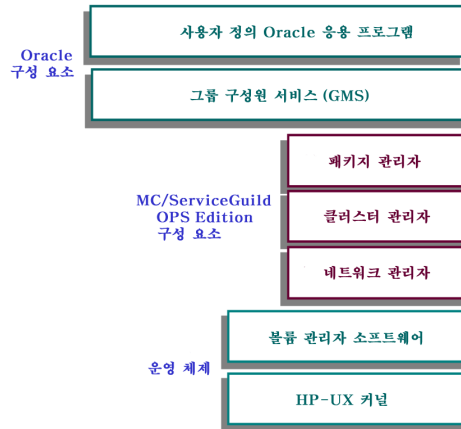 사용자 정의 Oracle 응용 프로그램
Oracle
구성 요소
그룹 구성원 서비스 (GMS)
패키지 관리자
MC/ServiceGuild
OPS Edition
구성 요소
클러스터 관리자
네트워크 관리자
볼륨 관리자 소프트웨어
운영 체제
HP-UX 커널